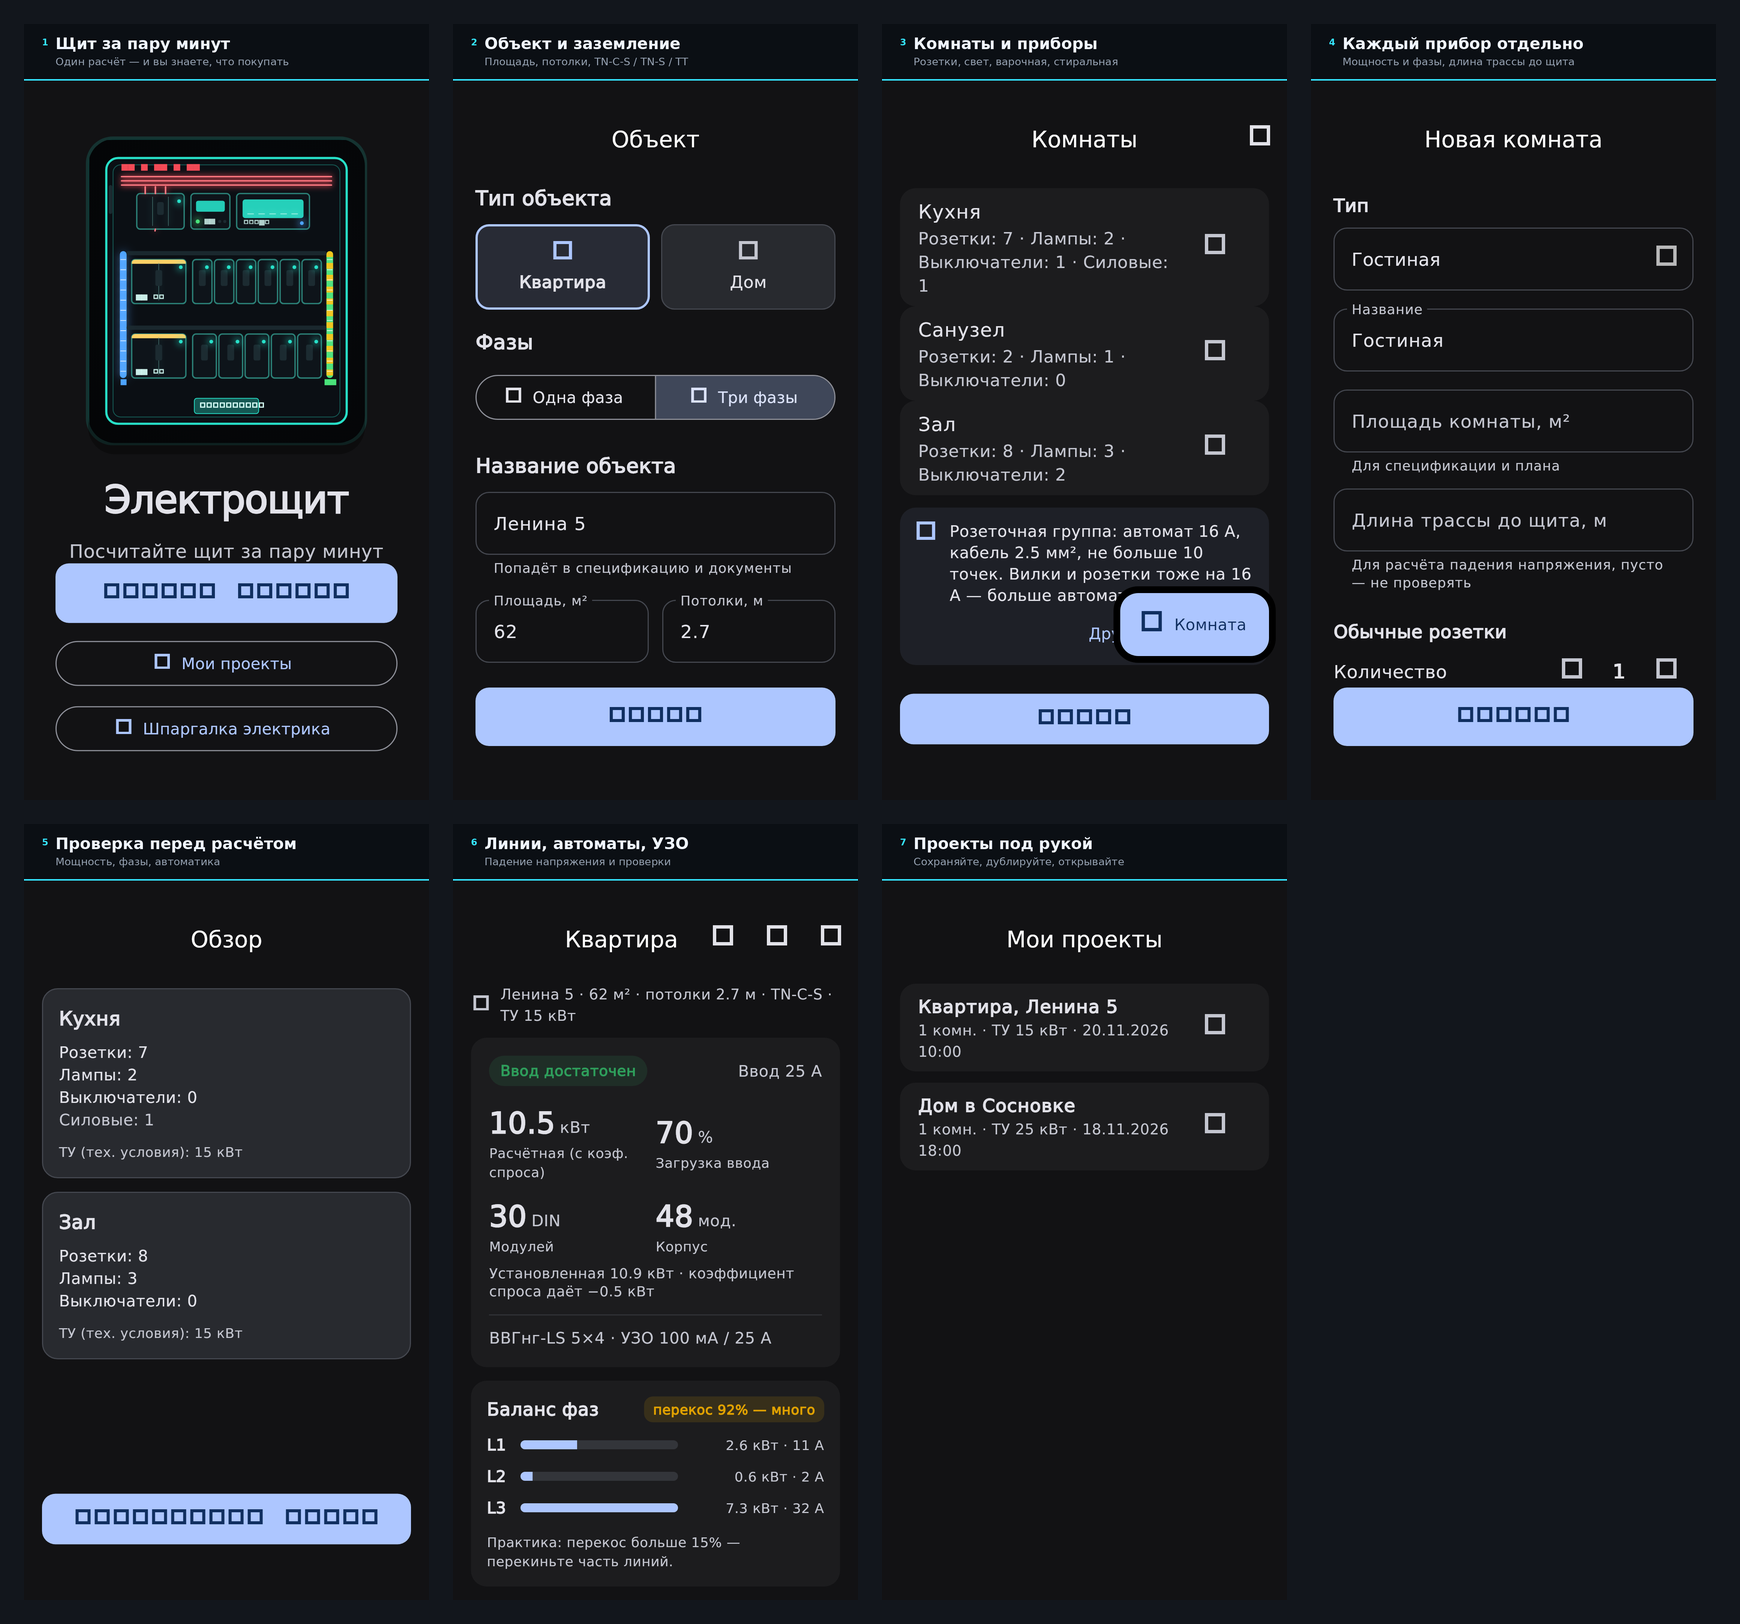 1 Щит за пару минут
Один расчёт — и вы знаете, что покупать
Электрощит
Посчитайте щит за пару минут
Мои проекты
Шпаргалка электрика
2 Объект и заземление
Площадь, потолки, TN-C-S / TN-S / TT
Объект
Тип объекта
Квартира
Дом
Фазы
Одна фаза
Три фазы
Название объекта
Ленина 5
Попадёт в спецификацию и документы
Площадь, м²
62
Потолки, м
2.7
3 Комнаты и приборы
Розетки, свет, варочная, стиральная
Комнаты
Кухня
Розетки: 7 · Лампы: 2 ·
Выключатели: 1 · Силовые:
1
Санузел
Розетки: 2 · Лампы: 1 ·
Выключатели: 0
Зал
Розетки: 8 · Лампы: 3 ·
Выключатели: 2
Розеточная группа: автомат 16 А,
кабель 2.5 мм², не больше 10
точек. Вилки и розетки тоже на 16
А — больше автомат
Дру
Комната
4 Каждый прибор отдельно
Мощность и фазы, длина трассы до щита
Новая комната
Тип
Гостиная
Название
Гостиная
Площадь комнаты, м²
Для спецификации и плана
Длина трассы до щита, м
Для расчёта падения напряжения, пусто
— не проверять
Обычные розетки
Количество 1
5 Проверка перед расчётом
Мощность, фазы, автоматика
Обзор
Кухня
Розетки: 7
Лампы: 2
Выключатели: 0
Силовые: 1
ТУ (тех. условия): 15 кВт
Зал
Розетки: 8
Лампы: 3
Выключатели: 0
ТУ (тех. условия): 15 кВт
6 Линии, автоматы, УЗО
Падение напряжения и проверки
Квартира
Ленина 5 · 62 м² · потолки 2.7 м · TN-C-S ·
ТУ 15 кВт
Ввод достаточен
Ввод 25 А
10.5 кВт
Расчётная (с коэф.
спроса)
70 %
Загрузка ввода
30 DIN
Модулей
48 мод.
Корпус
Установленная 10.9 кВт · коэффициент
спроса даёт −0.5 кВт
ВВГнг-LS 5×4 · УЗО 100 мА / 25 А
Баланс фаз
перекос 92% — много
L1 2.6 кВт · 11 А
L2 0.6 кВт · 2 А
L3 7.3 кВт · 32 А
Практика: перекос больше 15% —
перекиньте часть линий.
7 Проекты под рукой
Сохраняйте, дублируйте, открывайте
Мои проекты
Квартира, Ленина 5
1 комн. · ТУ 15 кВт · 20.11.2026
10:00
Дом в Сосновке
1 комн. · ТУ 25 кВт · 18.11.2026
18:00